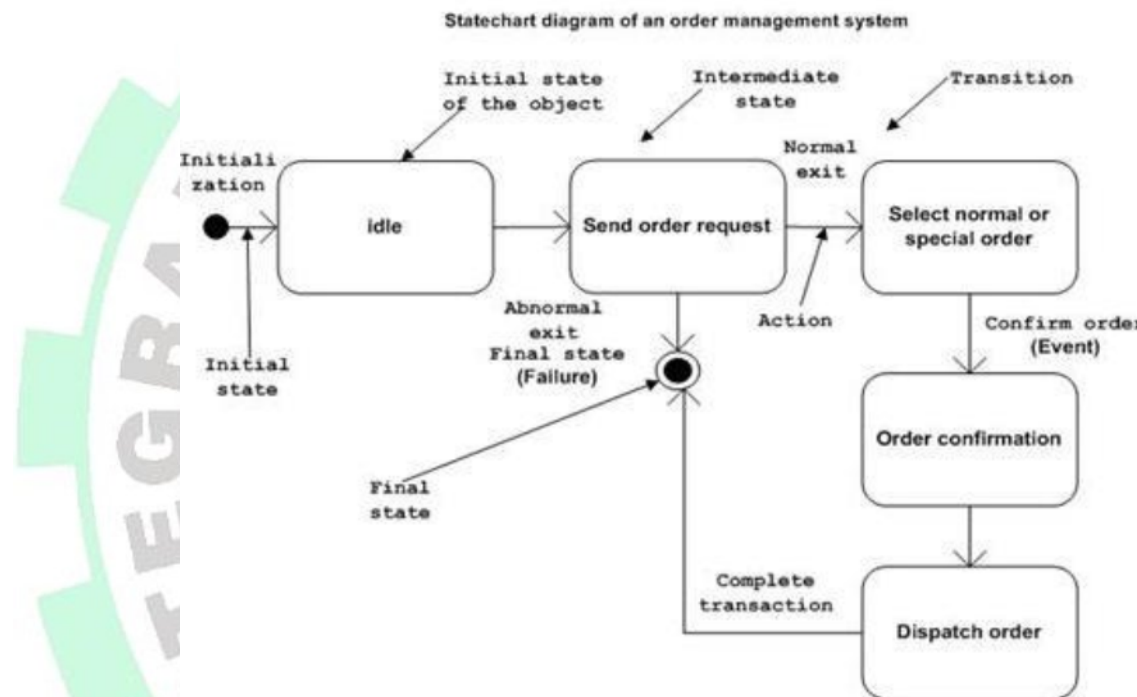 Statechart diagram of an order management system
Initial state
of the object
Intermediate
state
Transition
Initiali
zation
Normal
exit
idle
Send order request
Select normal or
special order
Initial
state
Abnormal
exit
Final state
(Failure)
Action
Confirm order
(Event)
Order confirmation
Final
state
Complete
transaction
Dispatch order
TEGRA